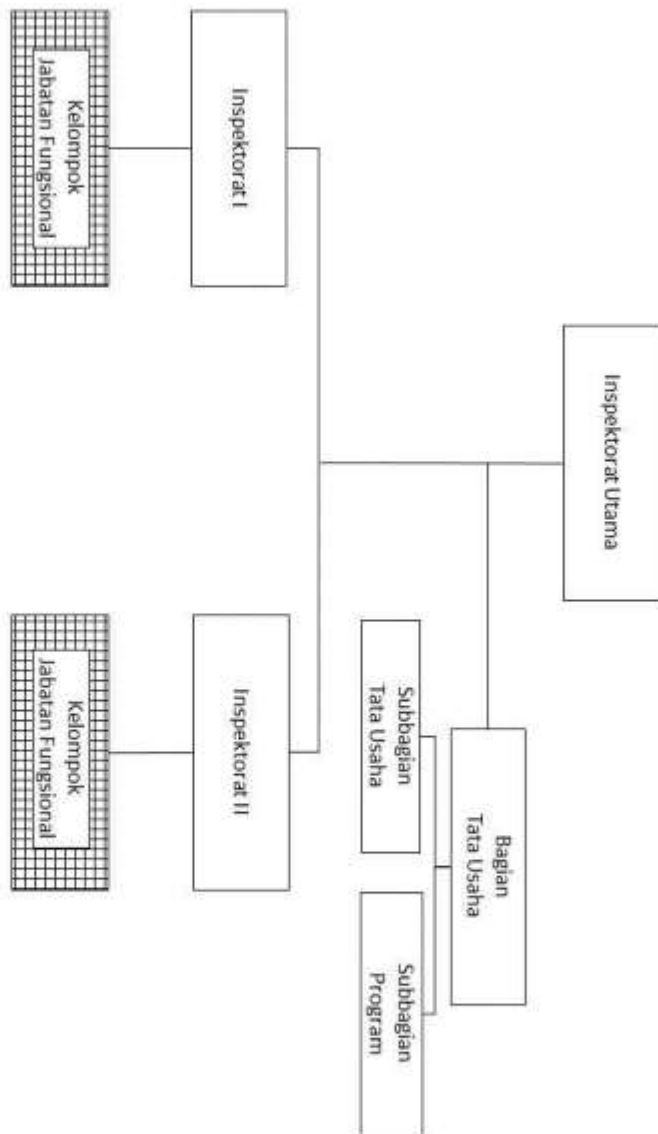 Inspektorat Utama
Bagian
Tata Usaha
Subbagian
Tata Usaha
Subbagian
Program
Inspektorat I
Inspektorat II
Kelompok
Jabatan Fungsional
Kelompok
Jabatan Fungsional